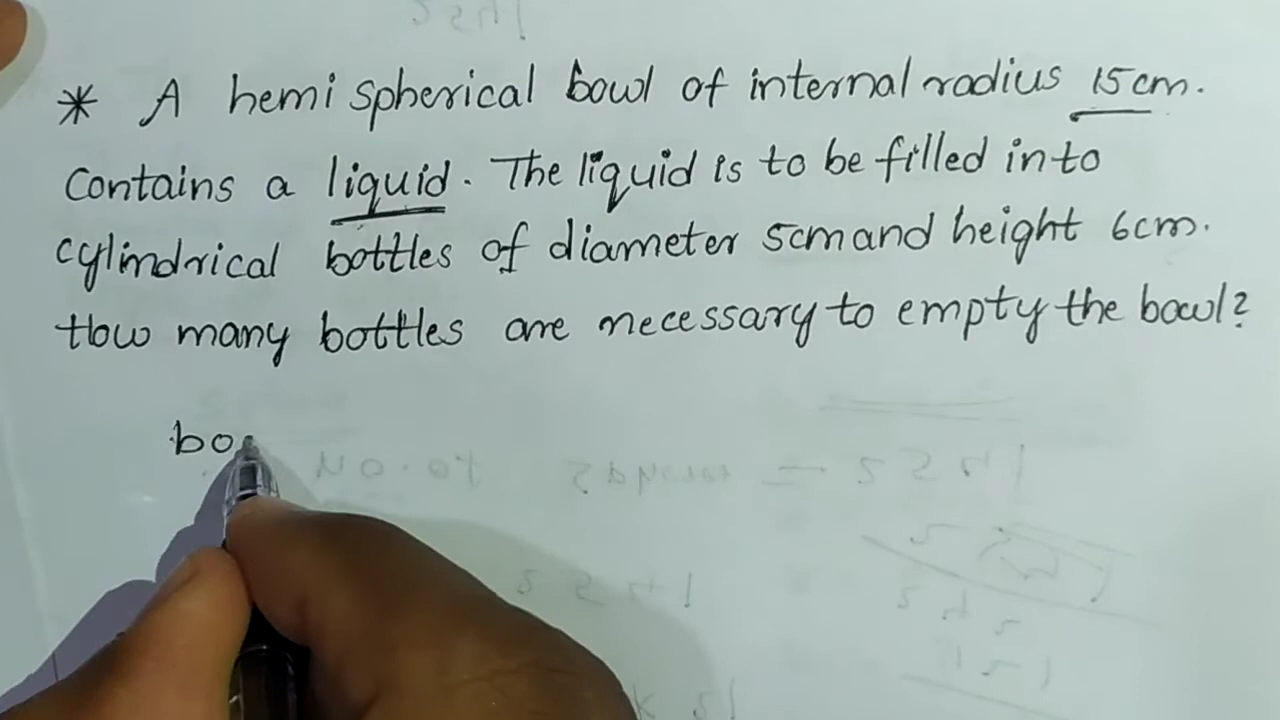 * A hemi spherical bowl of internal radius 15cm.
Contains a liquid. The liquid is to be filled into
cylindrical bottles of diameter 5cm and height 6cm.
How many bottles are necessary to empty the bowl?
bo